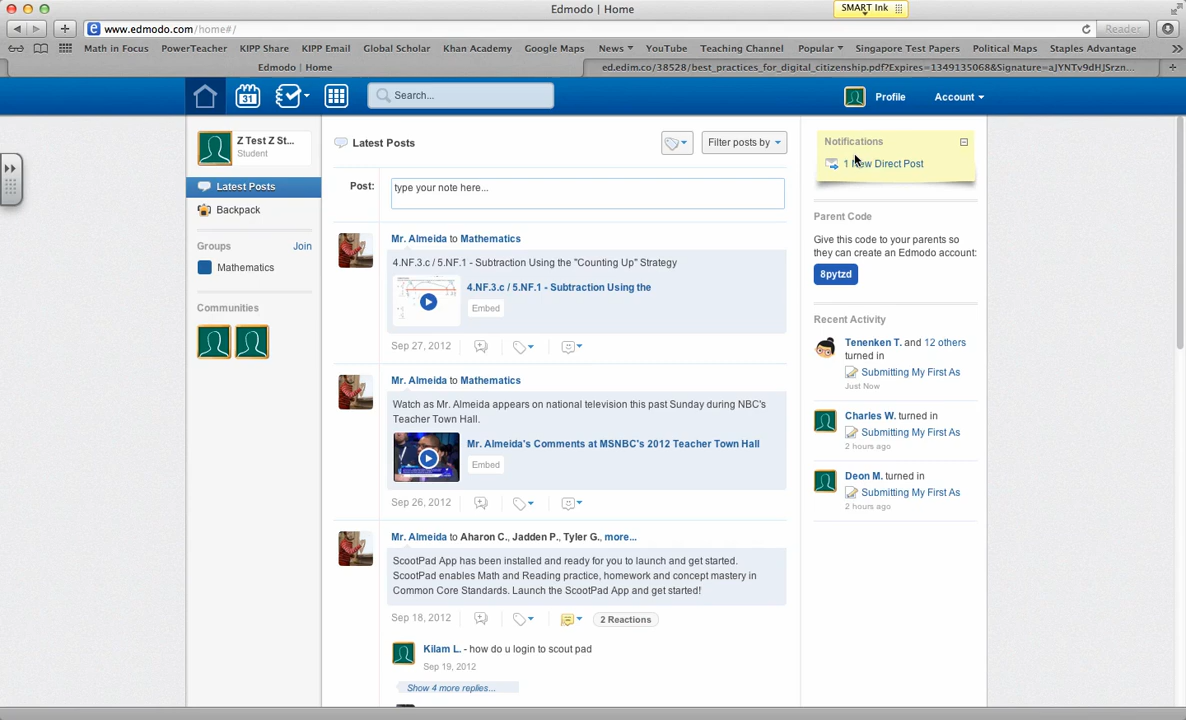 Edmodo | Home
SMART Ink
www.edmodo.com/home#/
Reader
Math in Focus
PowerTeacher
KIPP Share
KIPP Email
Global Scholar
Khan Academy
Google Maps
News
YouTube
Teaching Channel
Popular
Singapore Test Papers
Political Maps
Staples Advantage
Edmodo | Home
ed.edim.co/38528/best_practices_for_digital_citizenship.pdf?Expires=1349135068&Signature=aJYNTv9dHJSrzn...
31
Search...
Profile
Account
Z Test Z St...
Student
Latest Posts
Backpack
Groups
Join
Mathematics
Communities
Latest Posts
Filter posts by
Post:
type your note here...
Mr. Almeida to Mathematics
4.NF.3.c / 5.NF.1 - Subtraction Using the "Counting Up" Strategy
4.NF.3.c / 5.NF.1 - Subtraction Using the
Embed
Sep 27, 2012
Mr. Almeida to Mathematics
Watch as Mr. Almeida appears on national television this past Sunday during NBC's
Teacher Town Hall.
Mr. Almeida's Comments at MSNBC's 2012 Teacher Town Hall
Embed
Sep 26, 2012
Mr. Almeida to Aharon C., Jadden P., Tyler G., more...
ScootPad App has been installed and ready for you to launch and get started.
ScootPad enables Math and Reading practice, homework and concept mastery in
Common Core Standards. Launch the ScootPad App and get started!
Sep 18, 2012
2 Reactions
Kilam L. - how do u login to scout pad
Sep 19, 2012
Show 4 more replies...
Notifications
1 New Direct Post
Parent Code
Give this code to your parents so
they can create an Edmodo account:
8pytzd
Recent Activity
Tenenken T. and 12 others
turned in
Submitting My First As
Just Now
Charles W. turned in
Submitting My First As
2 hours ago
Deon M. turned in
Submitting My First As
2 hours ago